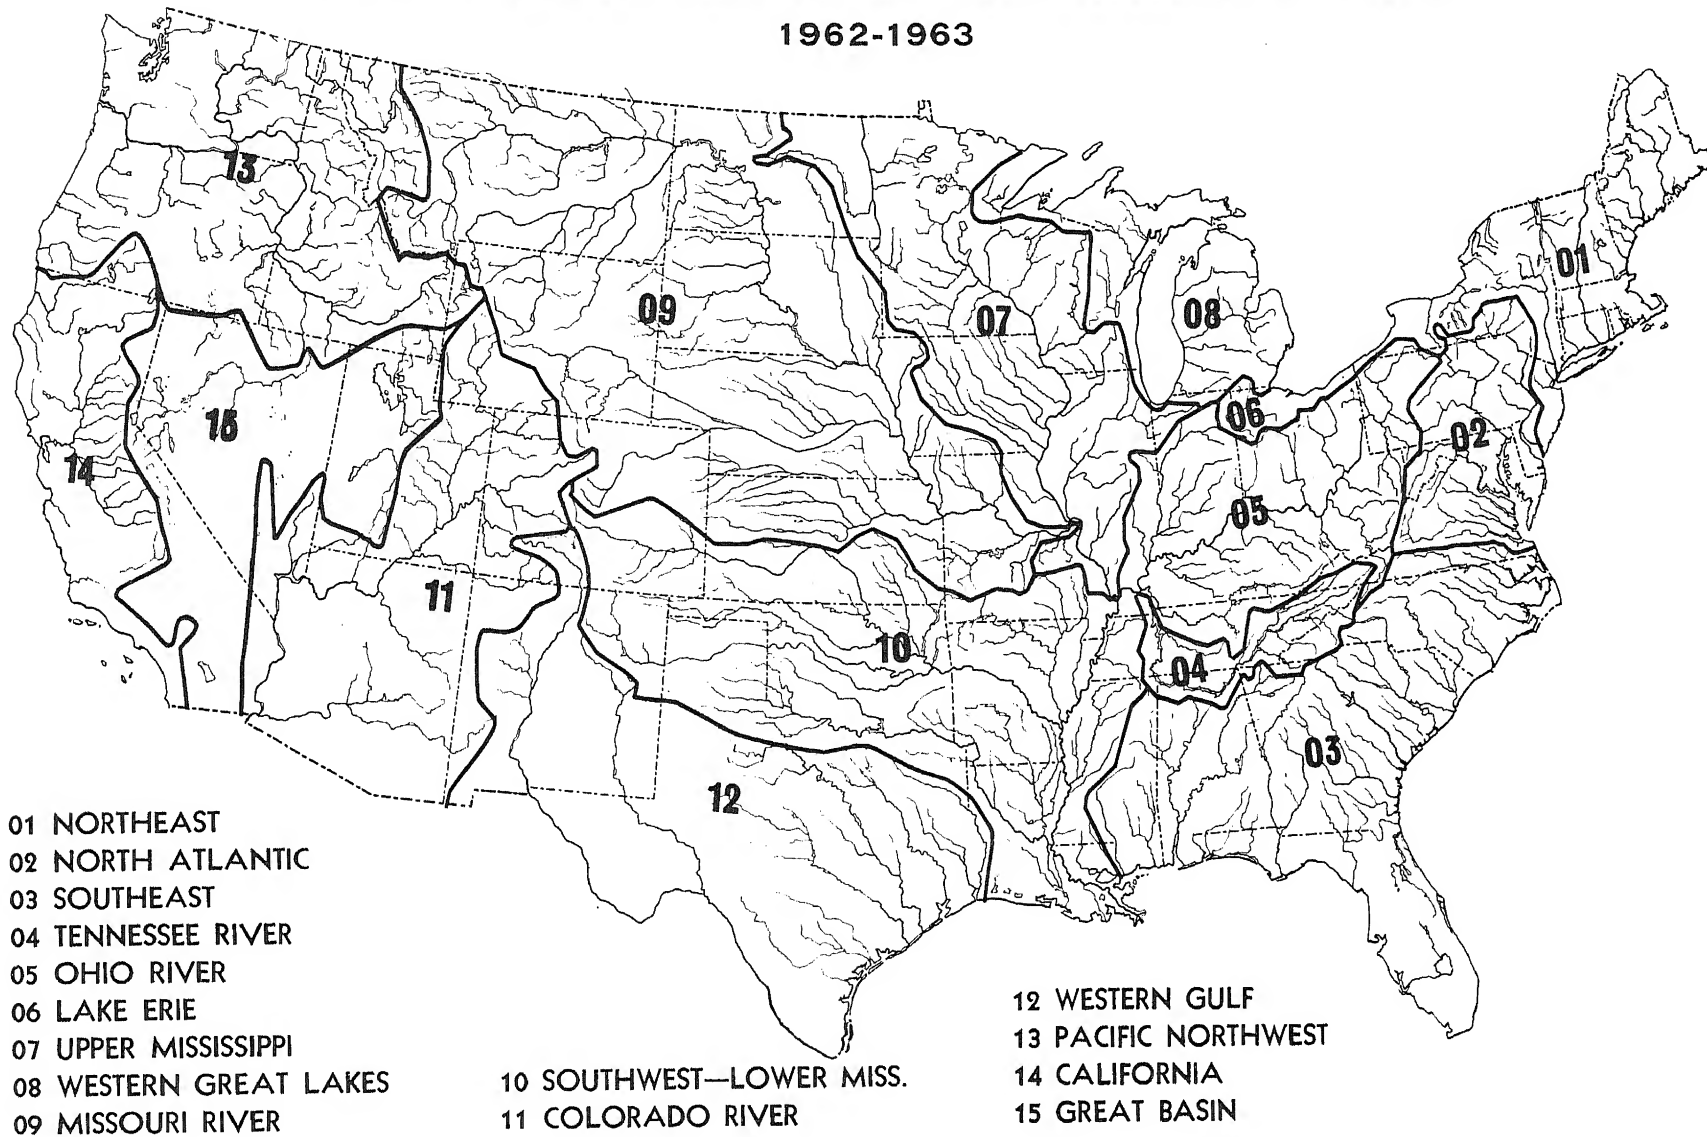 1962-1963
13
01
09
07
08
15
06
02
14
05
11
10
04
03
12
01 NORTHEAST
02 NORTH ATLANTIC
03 SOUTHEAST
04 TENNESSEE RIVER
05 OHIO RIVER
06 LAKE ERIE
07 UPPER MISSISSIPPI
08 WESTERN GREAT LAKES
09 MISSOURI RIVER
10 SOUTHWEST—LOWER MISS.
11 COLORADO RIVER
12 WESTERN GULF
13 PACIFIC NORTHWEST
14 CALIFORNIA
15 GREAT BASIN